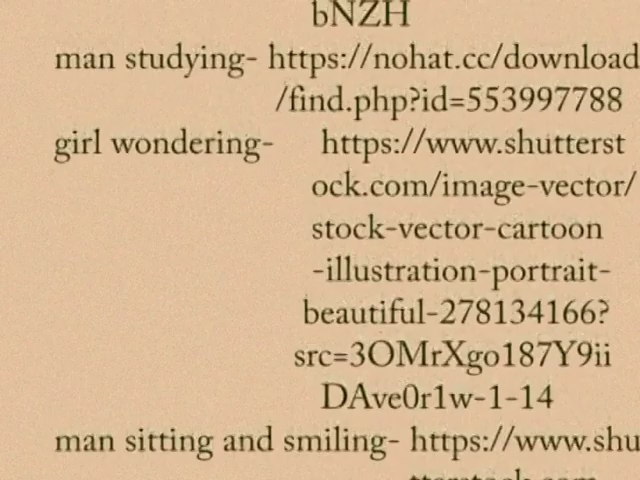 bNZH
man studying- https://nohat.cc/download
/find.php?id=553997788
girl wondering- https://www.shutterst
ock.com/image-vector/
stock-vector-cartoon
-illustration-portrait-
beautiful-278134166?
src=3OMrXgo187Y9ii
DAve0r1w-1-14
man sitting and smiling- https://www.shu
tterstock.com